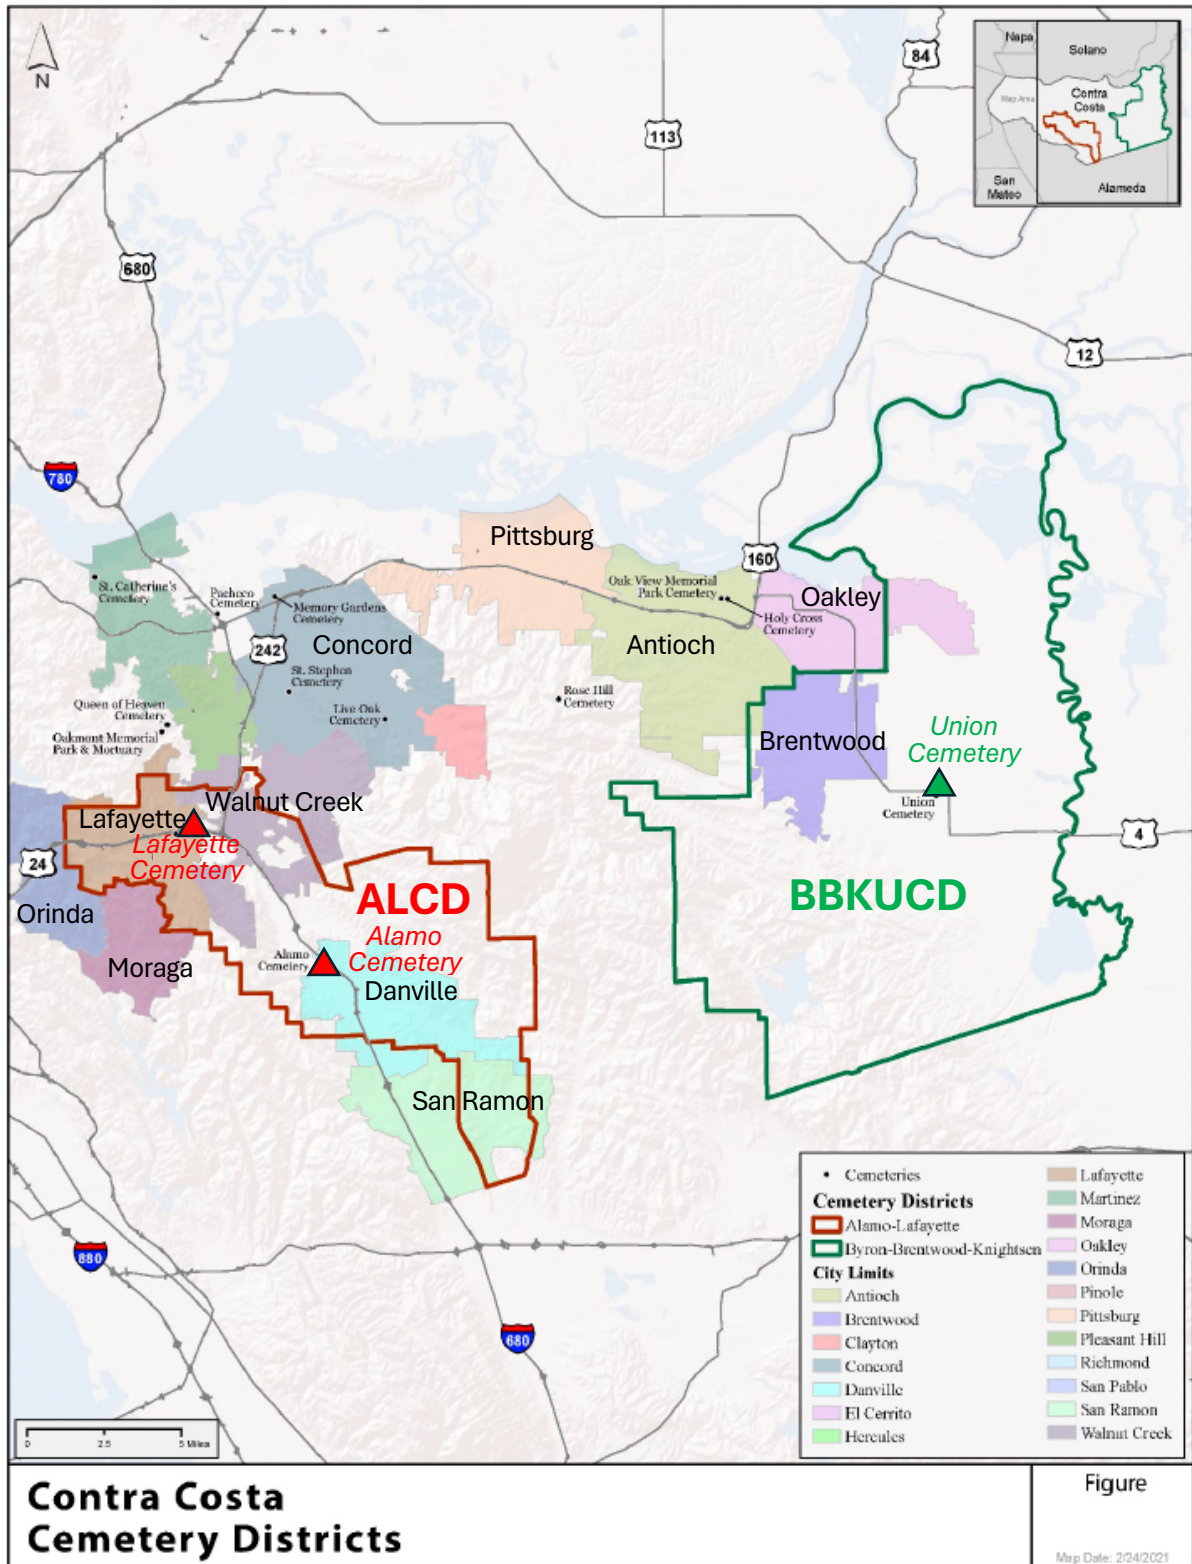 N
84
113
680
12
780
160
242
24
4
880
680
Napa
Solano
Map Area
Contra
Costa
San
Mateo
Alameda
Pittsburg
St. Catherine's
Cemetery
Pacheco
Cemetery
Memory Gardens
Cemetery
Oak View Memorial
Park Cemetery
Holy Cross
Cemetery
Oakley
Concord
Antioch
St. Stephen
Cemetery
Live Oak
Cemetery
Rose Hill
Cemetery
Queen of Heaven
Cemetery
Oakmont Memorial
Park & Mortuary
Brentwood
Union
Cemetery
Union
Cemetery
Walnut Creek
Lafayette
Lafayette
Cemetery
ALCD
BBKUCD
Orinda
Moraga
Alamo
Cemetery
Alamo
Cemetery
Danville
San Ramon
Cemeteries
Cemetery Districts
Alamo-Lafayette
Byron-Brentwood-Knightsen
City Limits
Antioch
Brentwood
Clayton
Concord
Danville
El Cerrito
Hercules
Lafayette
Martinez
Moraga
Oakley
Orinda
Pinole
Pittsburg
Pleasant Hill
Richmond
San Pablo
San Ramon
Walnut Creek
0 2.5 5 Miles
Contra Costa
Cemetery Districts
Figure
Map Date: 2/24/2021